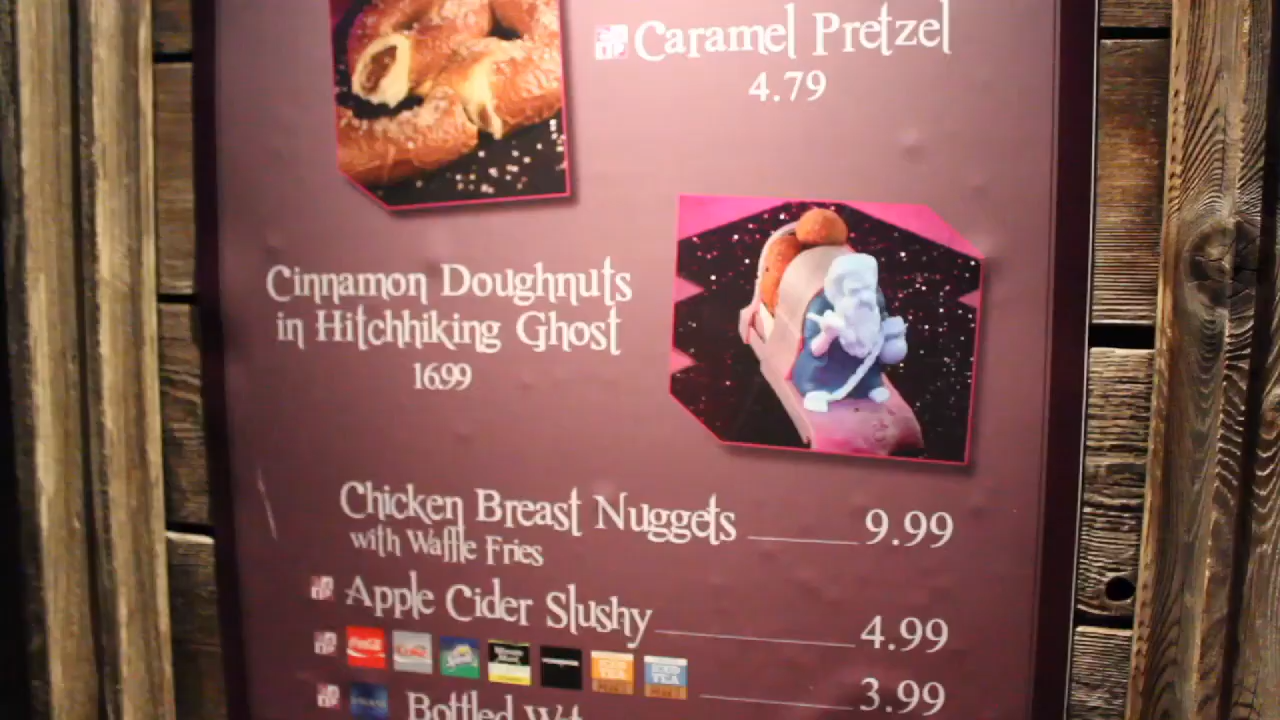 Caramel Pretzel
4.79
Cinnamon Doughnuts
in Hitchhiking Ghost
16.99
Chicken Breast Nuggets 9.99
with Waffle Fries
Apple Cider Slushy 4.99
3.99
Bottled